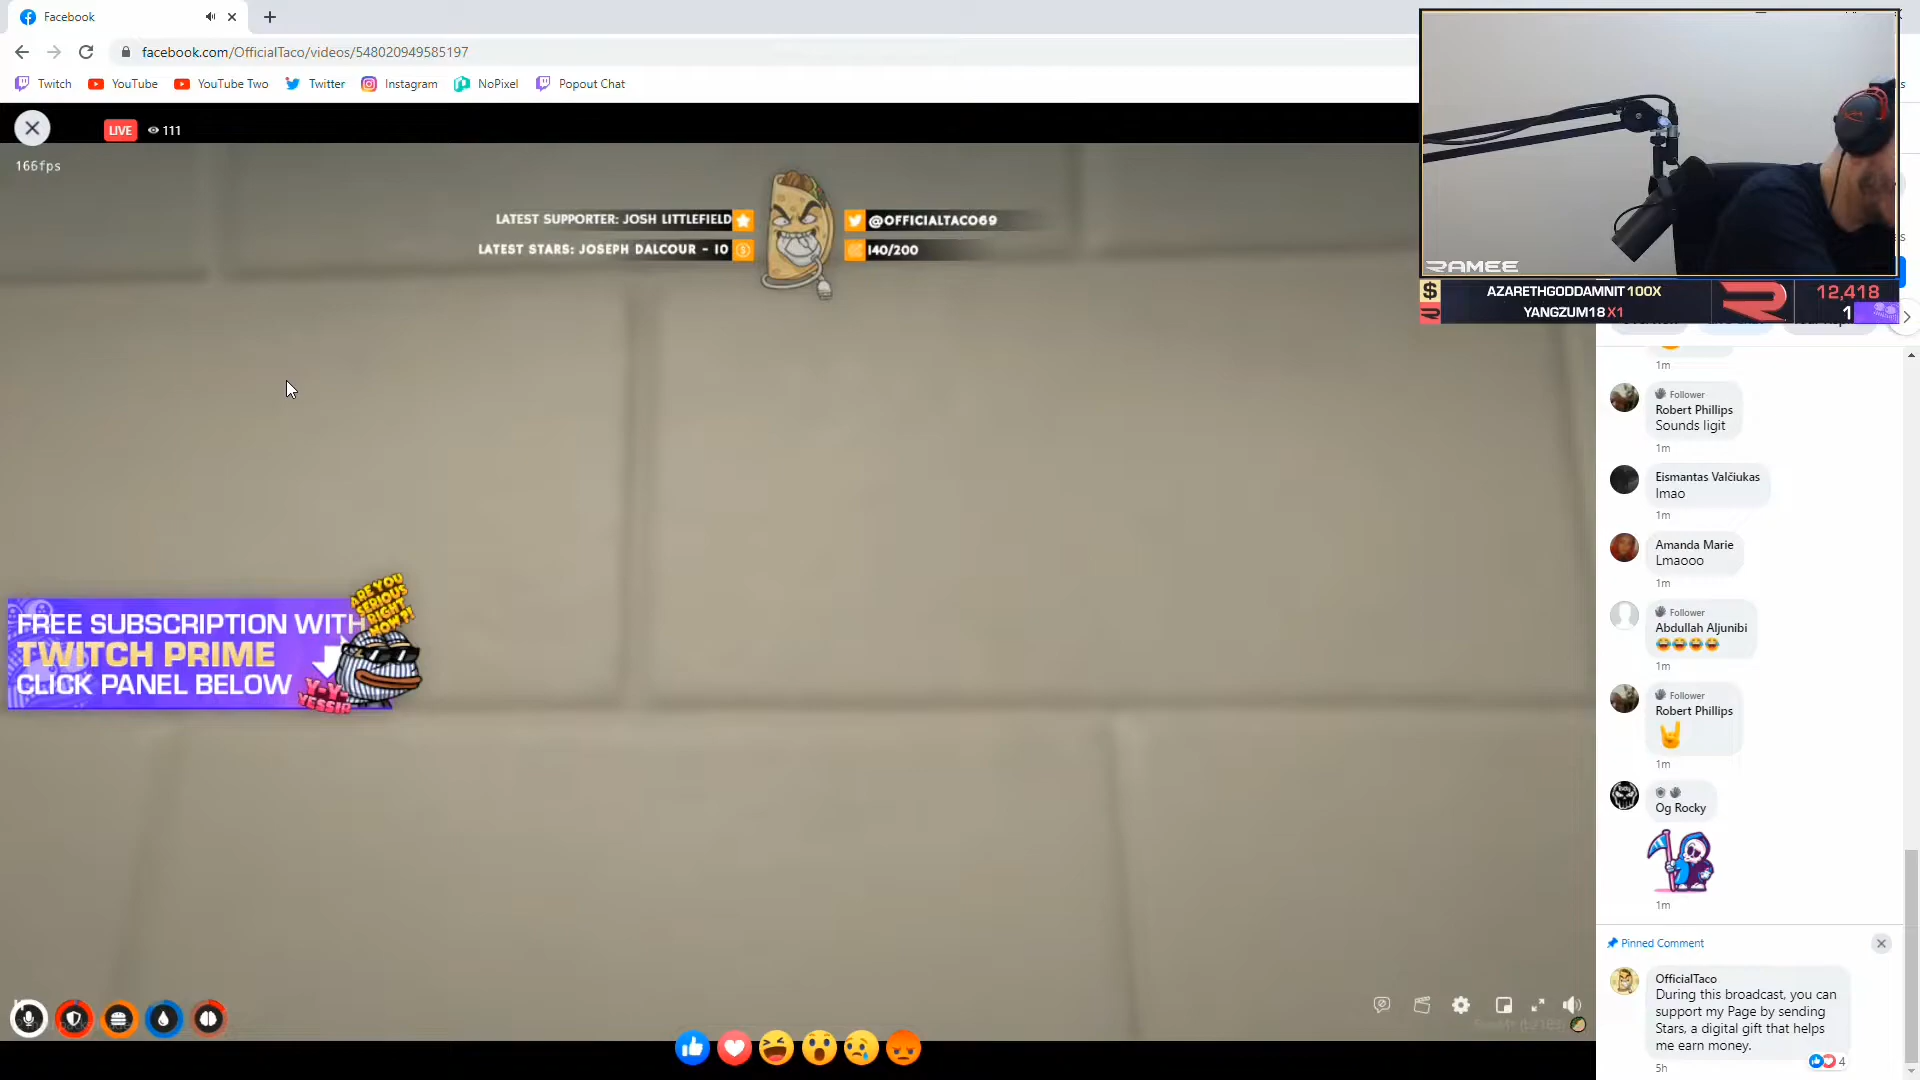 Facebook
facebook.com/OfficialTaco/videos/548020949585197
Twitch
YouTube
YouTube Two
Twitter
Instagram
NoPixel
Popout Chat
LIVE
111
166fps
LATEST SUPPORTER: JOSH LITTLEFIELD
@OFFICIALTACO69
LATEST STARS: JOSEPH DALCOUR - 10
140/200
RAMEE
AZARETHGODDAMNIT 100X
YANGZUM18 X1
12,418
1
ARE YOU
SERIOUS
RIGHT
NOW?!
FREE SUBSCRIPTION WITH
TWITCH PRIME
CLICK PANEL BELOW
Y-Y-
YESSIR
1m
Follower
Robert Phillips
Sounds ligit
1m
Eismantas Valčiukas
lmao
1m
Amanda Marie
Lmaooo
1m
Follower
Abdullah Aljunibi
1m
Follower
Robert Phillips
1m
Og Rocky
1m
Pinned Comment
OfficialTaco
During this broadcast, you can
support my Page by sending
Stars, a digital gift that helps
me earn money.
4
5h